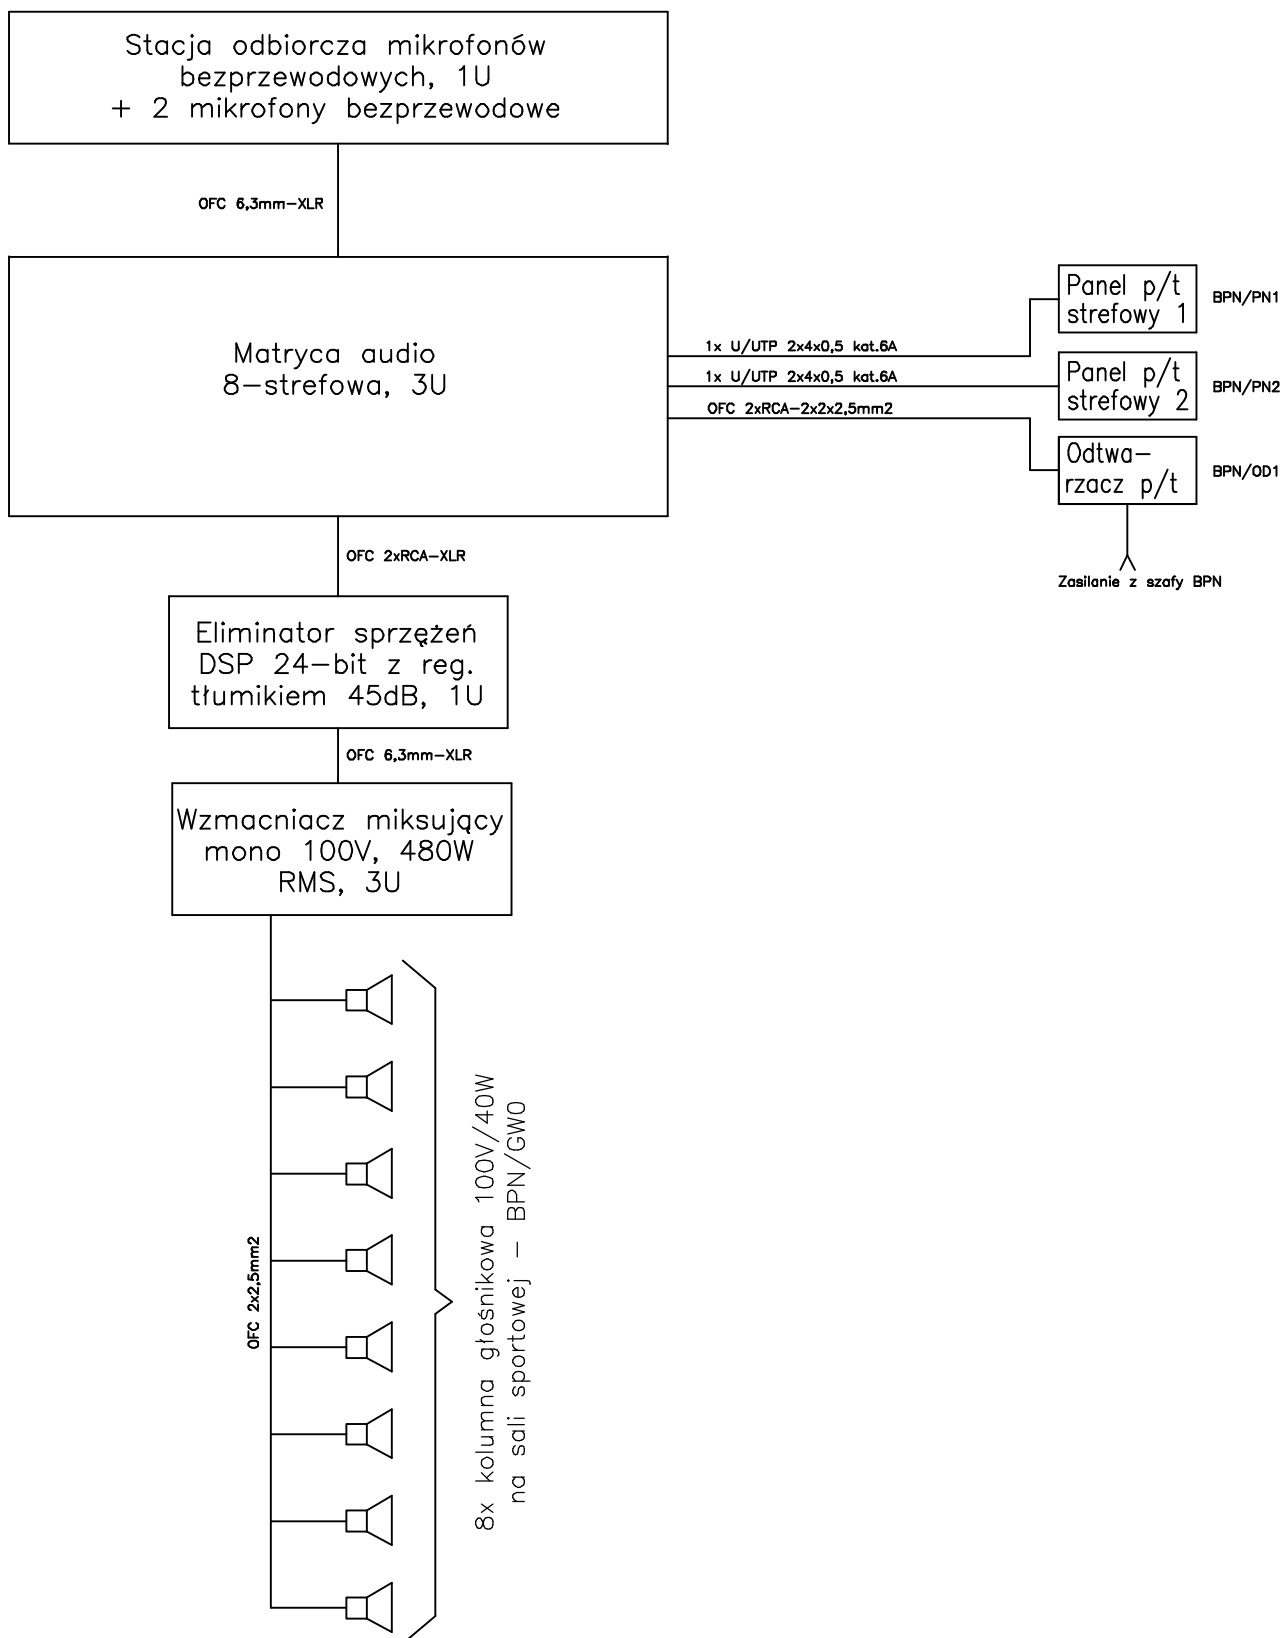 Stacja odbiorcza mikrofonów
bezprzewodowych, 1U
+ 2 mikrofony bezprzewodowe
OFC 6,3mm-XLR
Matryca audio
8-strefowa, 3U
1x U/UTP 2x4x0,5 kat.6A
1x U/UTP 2x4x0,5 kat.6A
OFC 2xRCA-2x2x2,5mm2
Panel p/t
strefowy 1
BPN/PN1
Panel p/t
strefowy 2
BPN/PN2
Odtwa-
rzacz p/t
BPN/OD1
Zasilanie z szafy BPN
OFC 2xRCA-XLR
Eliminator sprzężeń
DSP 24-bit z reg.
tłumikiem 45dB, 1U
OFC 6,3mm-XLR
Wzmacniacz miksujący
mono 100V, 480W
RMS, 3U
OFC 2x2,5mm2
8x kolumna głośnikowa 100V/40W
na sali sportowej - BPN/GW0